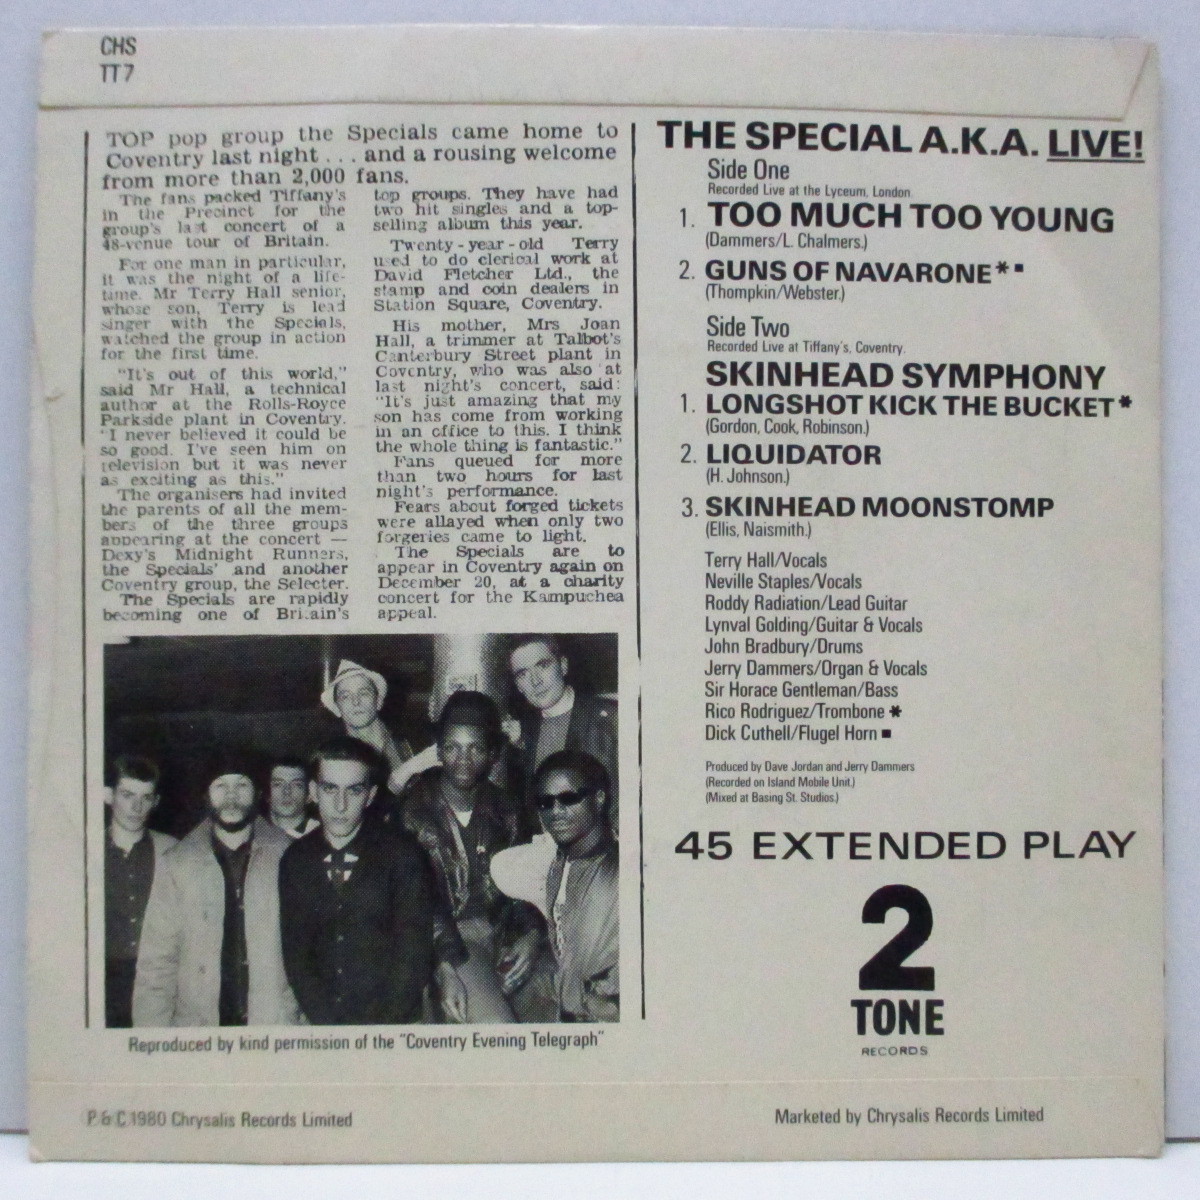 CHS
TT7
TOP pop group the Specials came home to
Coventry last night . . . and a rousing welcome
from more than 2,000 fans.
The fans packed Tiffany's
in the Precinct for the
group's last concert of a
48-venue tour of Britain.
For one man in particular,
it was the night of a life-
time. Mr Terry Hall senior,
whose son, Terry is lead
singer with the Specials,
watched the group in action
for the first time.
"It's out of this world,"
said Mr Hall, a technical
author at the Rolls-Royce
Parkside plant in Coventry.
"I never believed it could be
so good. I've seen him on
television but it was never
as exciting as this."
The organisers had invited
the parents of all the mem-
bers of the three groups
appearing at the concert —
Dexy's Midnight Runners,
the Specials' and another
Coventry group, the Selecter.
The Specials are rapidly
becoming one of Britain's
top groups. They have had
two hit singles and a top-
selling album this year.
Twenty-year-old Terry
used to do clerical work at
David Fletcher Ltd., the
stamp and coin dealers in
Station Square, Coventry.
His mother, Mrs Joan
Hall, a trimmer at Talbot's
Canterbury Street plant in
Coventry, who was also at
last night's concert, said:
"It's just amazing that my
son has come from working
in an office to this. I think
the whole thing is fantastic."
Fans queued for more
than two hours for last
night's performance.
Fears about forged tickets
were allayed when only two
forgeries came to light.
The Specials are to
appear in Coventry again on
December 20, at a charity
concert for the Kampuchea
appeal.
Reproduced by kind permission of the "Coventry Evening Telegraph"
THE SPECIAL A.K.A. LIVE!
Side One
Recorded Live at the Lyceum, London.
1. TOO MUCH TOO YOUNG
(Dammers/L. Chalmers.)
2. GUNS OF NAVARONE*▪
(Thompkin/Webster.)
Side Two
Recorded Live at Tiffany's, Coventry.
SKINHEAD SYMPHONY
1. LONGSHOT KICK THE BUCKET*
(Gordon, Cook, Robinson.)
2. LIQUIDATOR
(H. Johnson.)
3. SKINHEAD MOONSTOMP
(Ellis, Naismith.)
Terry Hall/Vocals
Neville Staples/Vocals
Roddy Radiation/Lead Guitar
Lynval Golding/Guitar & Vocals
John Bradbury/Drums
Jerry Dammers/Organ & Vocals
Sir Horace Gentleman/Bass
Rico Rodriguez/Trombone *
Dick Cuthell/Flugel Horn ▪
Produced by Dave Jordan and Jerry Dammers
(Recorded on Island Mobile Unit.)
(Mixed at Basing St. Studios.)
45 EXTENDED PLAY
2
TONE
RECORDS
P & C 1980 Chrysalis Records Limited
Marketed by Chrysalis Records Limited